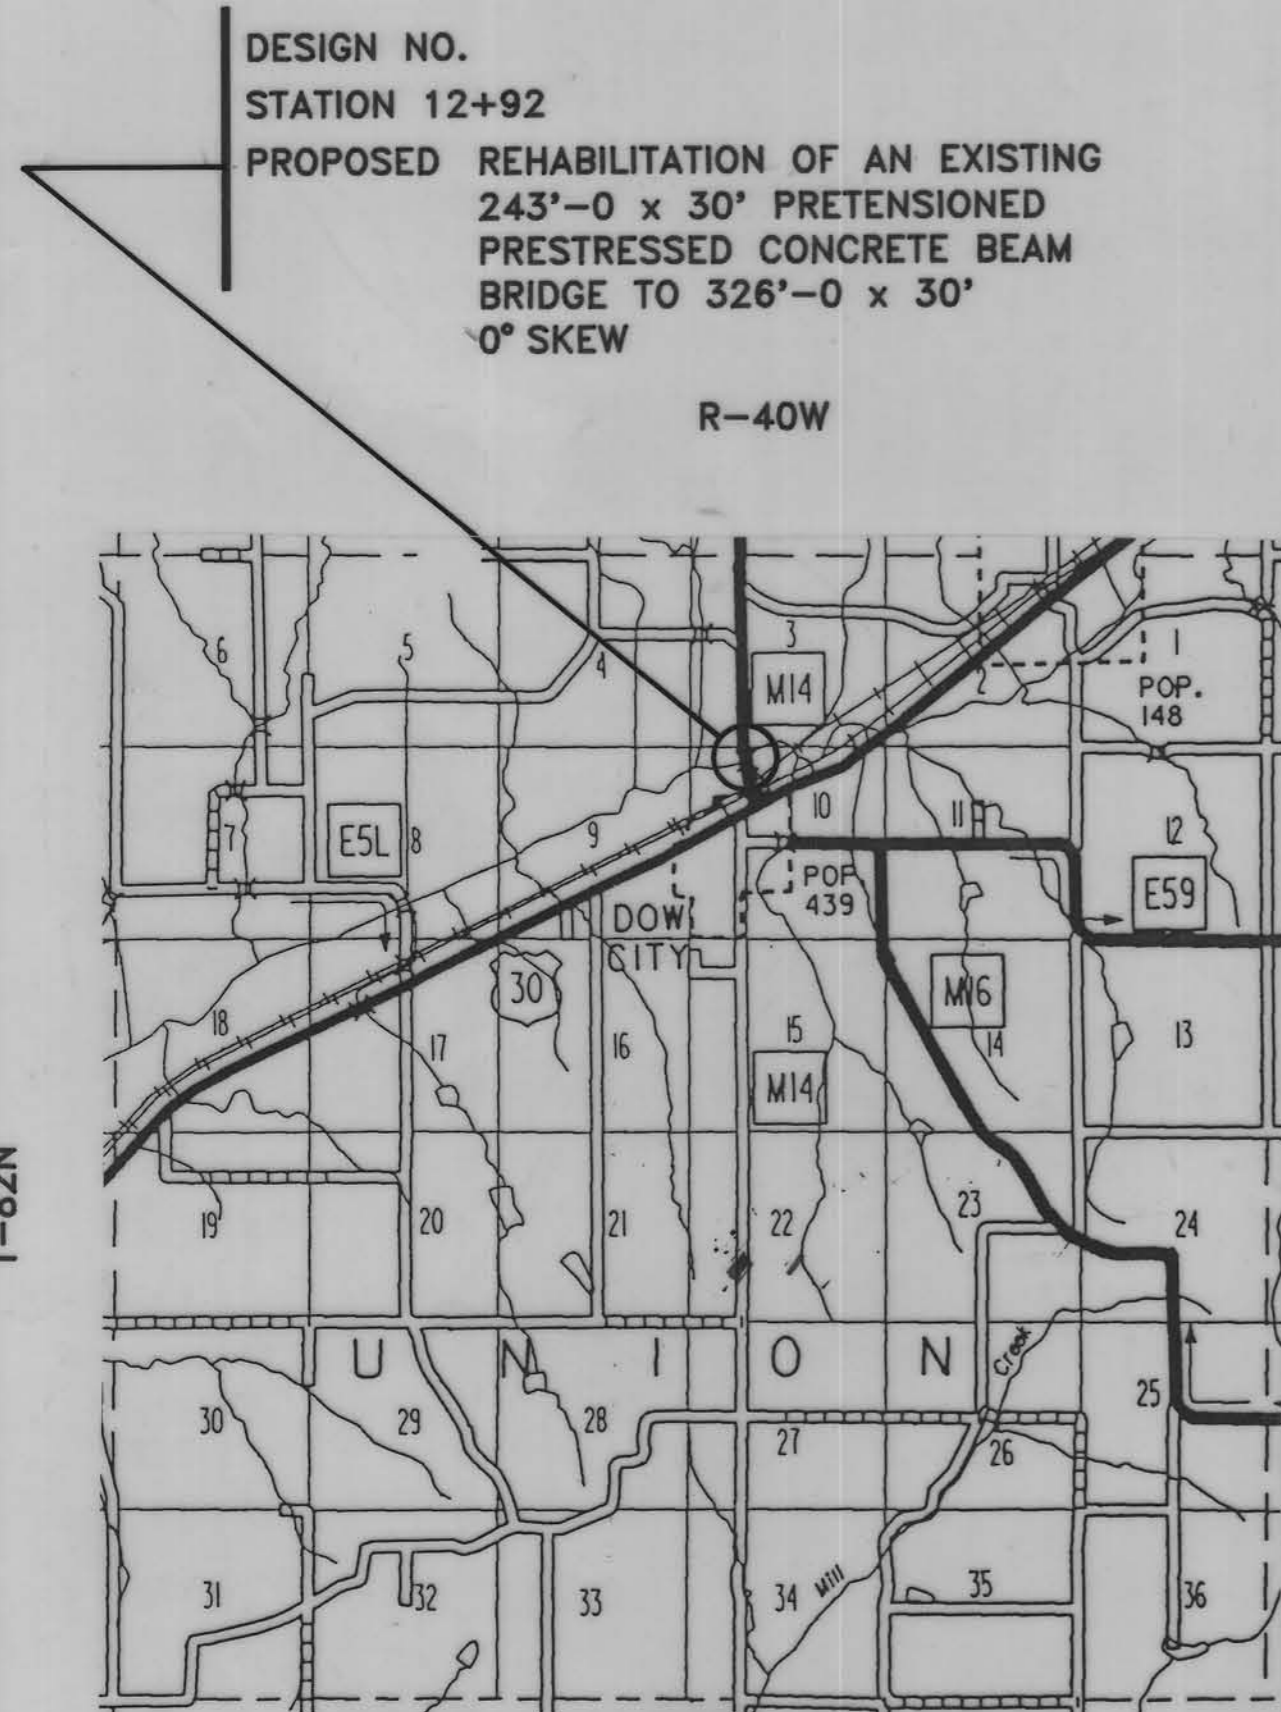 DESIGN NO.
STATION 12+92
PROPOSED REHABILITATION OF AN EXISTING
243'-0 x 30' PRETENSIONED
PRESTRESSED CONCRETE BEAM
BRIDGE TO 326'-0 x 30'
0° SKEW
R-40W
T-82N
6
5
4
3
2
1
M14
POP.
148
7
E5L
8
9
10
11
12
POP
439
E59
DOW
CITY
18
17
30
16
15
M16
14
13
M14
19
20
21
22
23
24
UNION
Creek
30
29
28
27
26
25
31
32
33
34
Mill
35
36